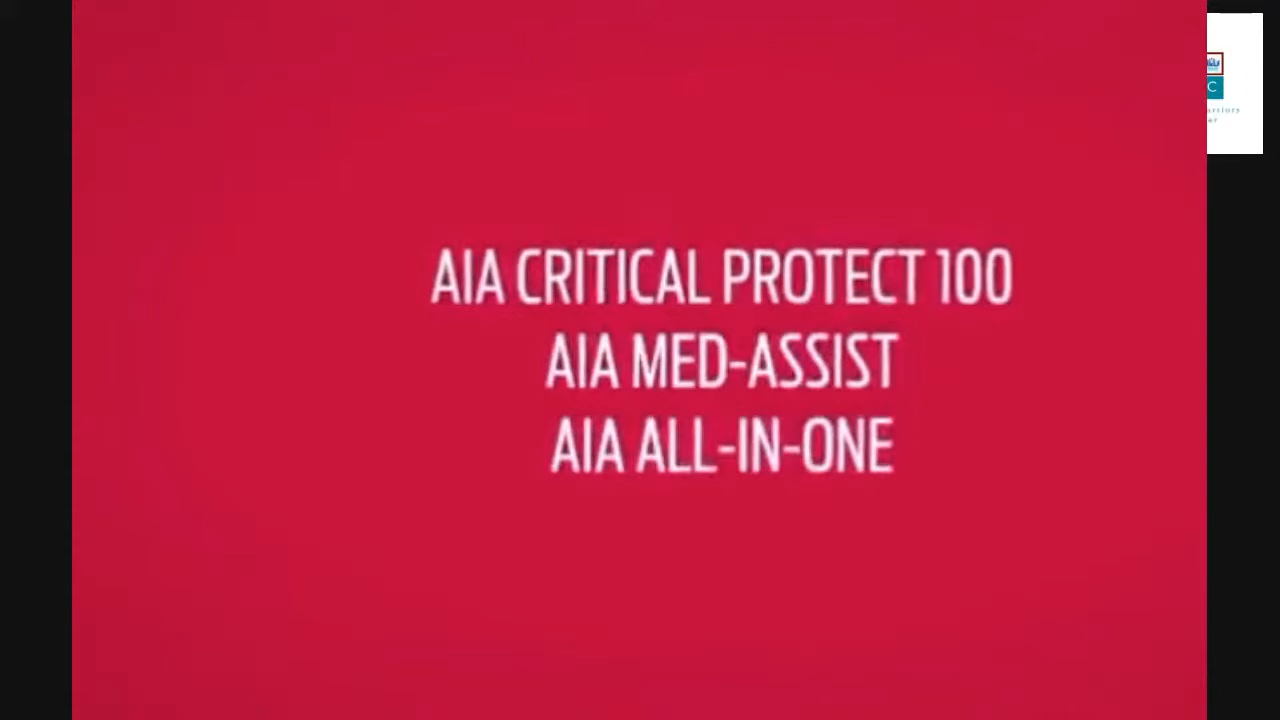 AIA CRITICAL PROTECT 100
AIA MED-ASSIST
AIA ALL-IN-ONE
C